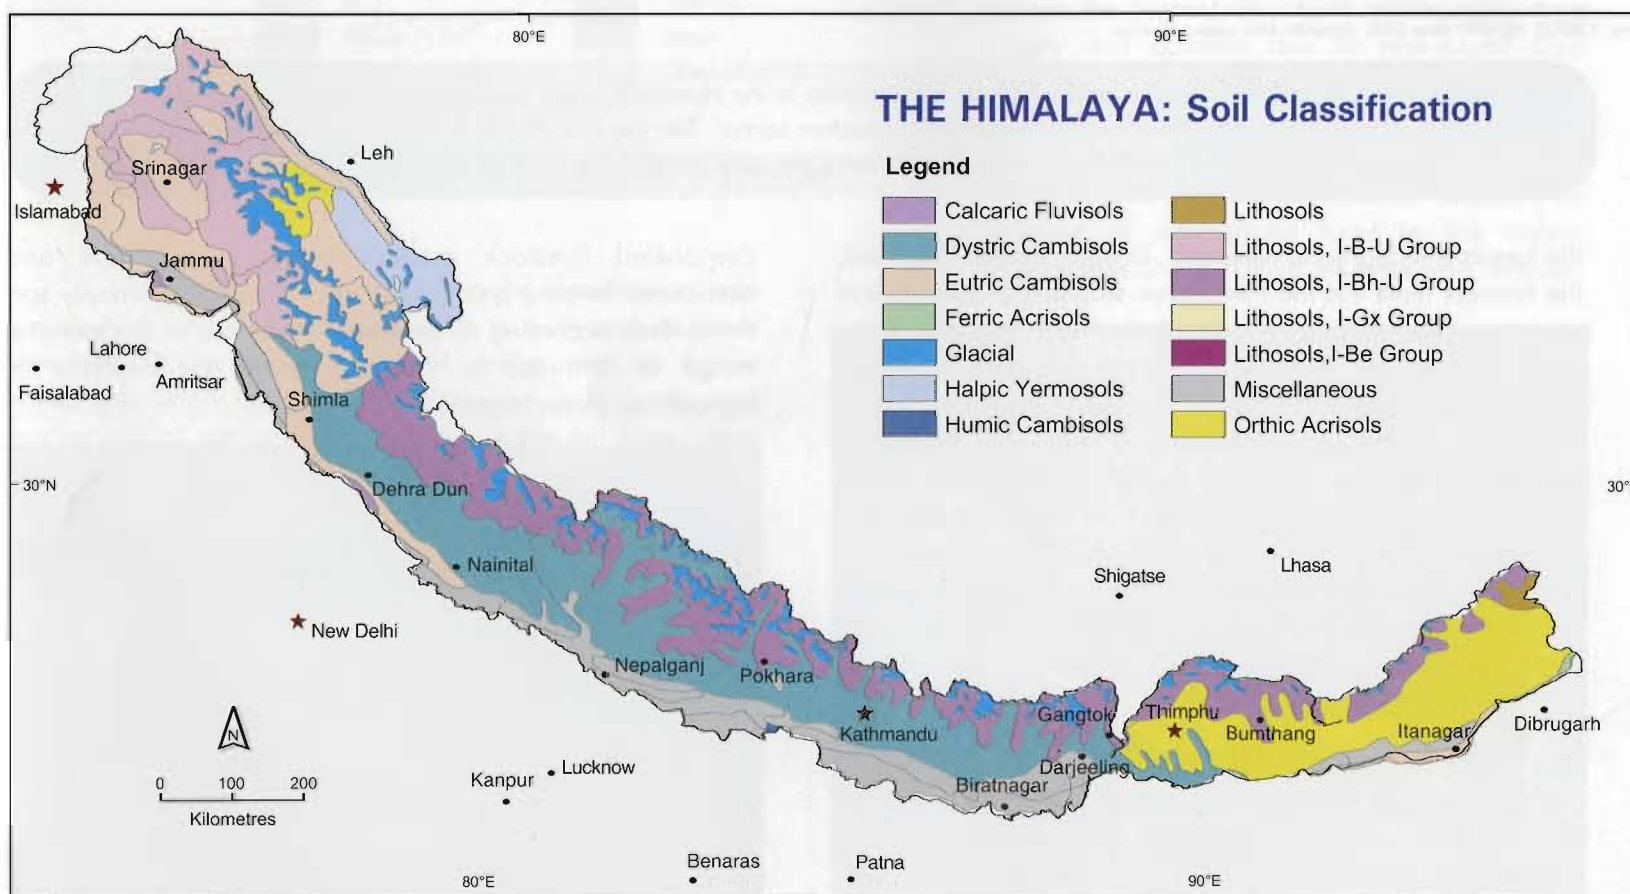 80°E
90°E
THE HIMALAYA: Soil Classification
Legend
Calcaric Fluvisols
Dystric Cambisols
Eutric Cambisols
Ferric Acrisols
Glacial
Halpic Yermosols
Humic Cambisols
Lithosols
Lithosols, I-B-U Group
Lithosols, I-Bh-U Group
Lithosols, I-Gx Group
Lithosols,I-Be Group
Miscellaneous
Orthic Acrisols
Leh
Srinagar
Islamabad
Jammu
Lahore
Faisalabad
Amritsar
Shimla
30°N
30°
Dehra Dun
Nainital
New Delhi
Lhasa
Shigatse
Nepalganj
Pokhara
Kathmandu
Gangtok
Thimphu
Bumthang
Itanagar
Dibrugarh
Darjeeling
Biratnagar
N
0 100 200
Kilometres
Kanpur
Lucknow
Benaras
Patna
80°E
90°E